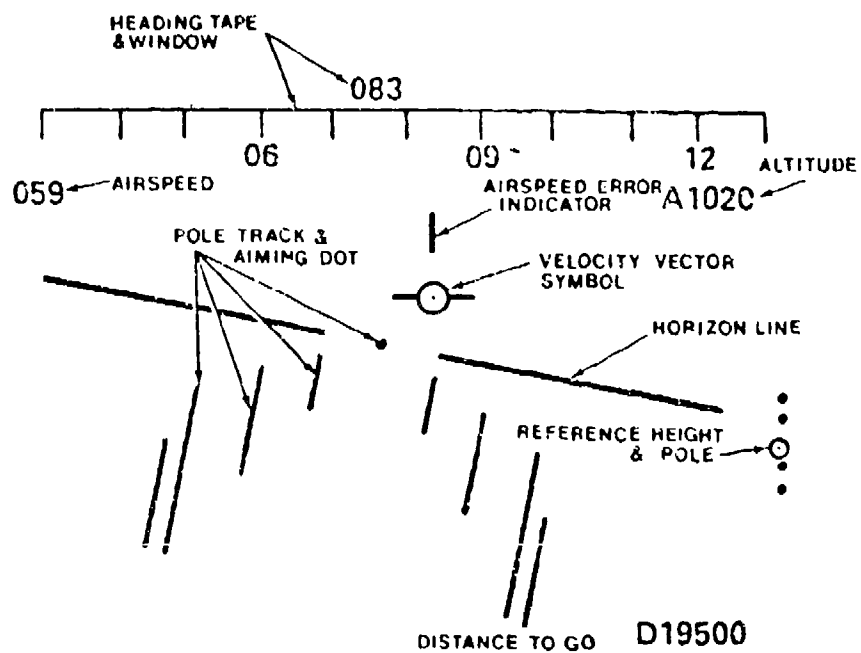 HEADING TAPE
& WINDOW
083
06 09 12
059 AIRSPEED
ALTITUDE
A1020
AIRSPEED ERROR
INDICATOR
POLE TRACK &
AIMING DOT
VELOCITY VECTOR
SYMBOL
HORIZON LINE
REFERENCE HEIGHT
& POLE
DISTANCE TO GO D19500